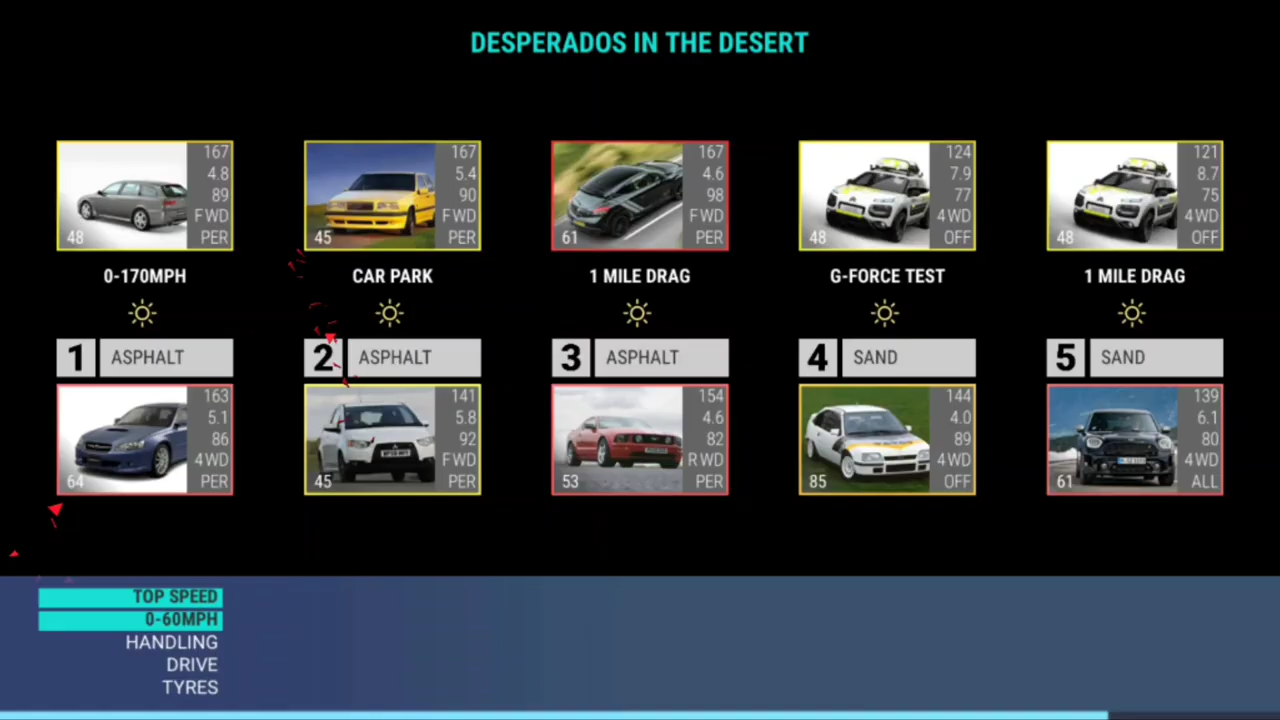 DESPERADOS IN THE DESERT
167
4.8
89
FWD
48
PER
167
5.4
90
FWD
45
PER
167
4.6
98
FWD
61
PER
124
7.9
77
4WD
48
OFF
121
8.7
75
4WD
48
OFF
0-170MPH
CAR PARK
1 MILE DRAG
G-FORCE TEST
1 MILE DRAG
1 ASPHALT
2 ASPHALT
3 ASPHALT
4 SAND
5 SAND
163
5.1
86
4WD
64
PER
141
5.8
92
FWD
45
PER
154
4.6
82
RWD
53
PER
144
4.0
89
4WD
85
OFF
139
6.1
80
4WD
61
ALL
TOP SPEED
0-60MPH
HANDLING
DRIVE
TYRES